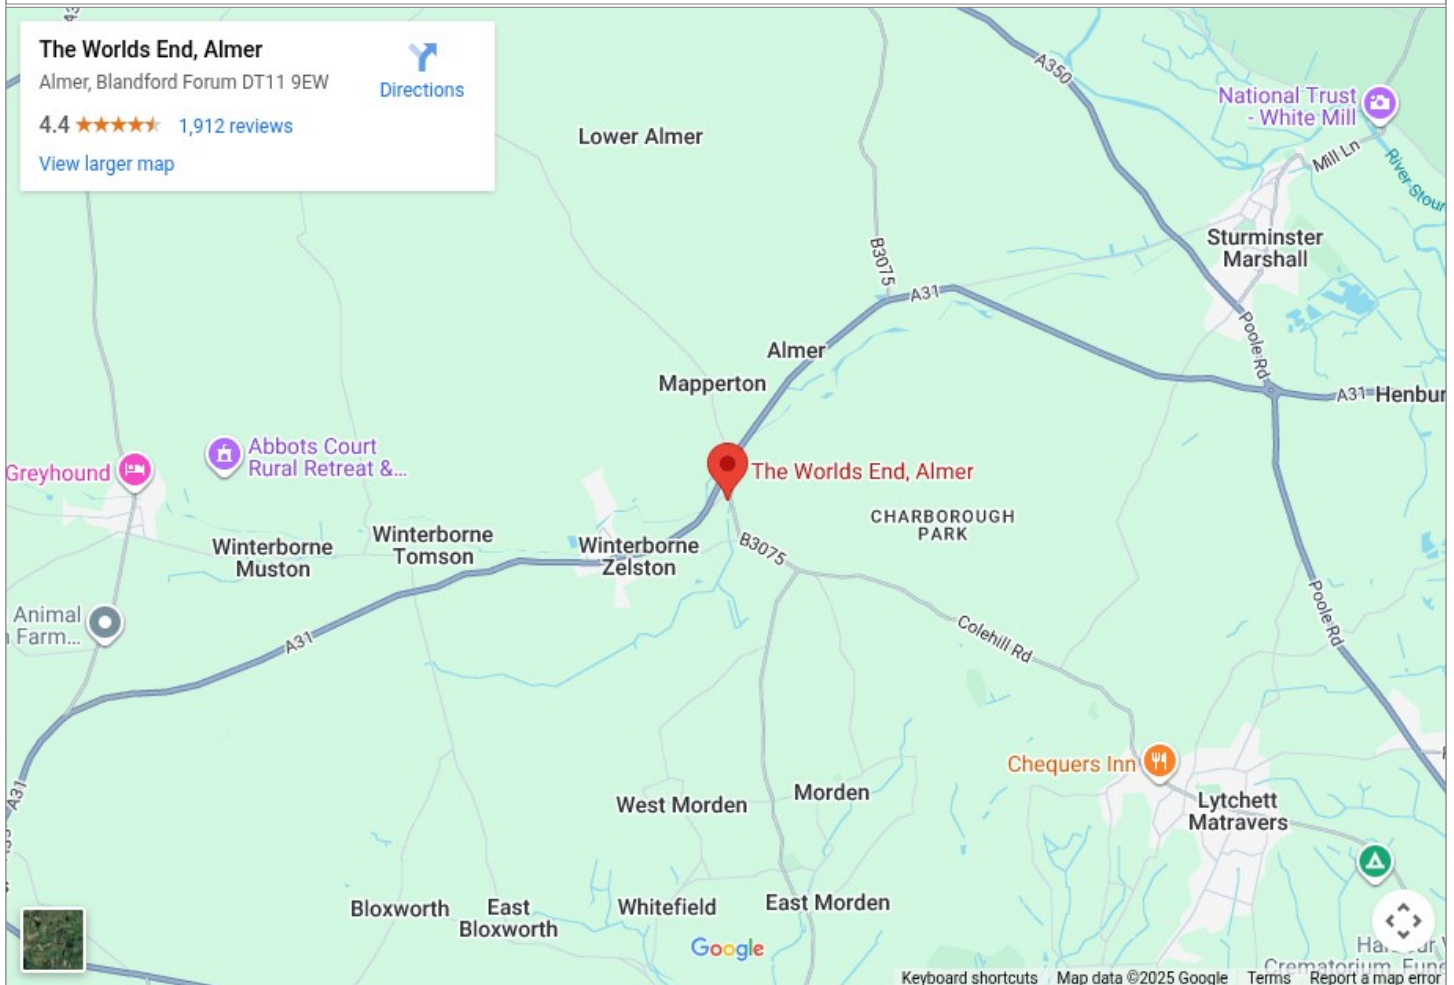 The Worlds End, Almer
Almer, Blandford Forum DT11 9EW
4.4
1,912 reviews
View larger map
Directions
A350
Lower Almer
National Trust
- White Mill
Mill Ln
River Stour
Sturminster
Marshall
B3075
A31
Poole Rd
Almer
Mapperton
A31
Henbur
Greyhound
Abbots Court
Rural Retreat &...
The Worlds End, Almer
CHARBOROUGH
PARK
Winterborne
Muston
Winterborne
Tomson
Winterborne
Zelston
B3075
Animal
Farm...
A31
Colehill Rd
Poole Rd
Chequers Inn
A31
West Morden
Morden
Lytchett
Matravers
Bloxworth
East
Bloxworth
Whitefield
East Morden
Google
Crematorium, Fune
Keyboard shortcuts
Map data ©2025 Google
Terms
Report a map error